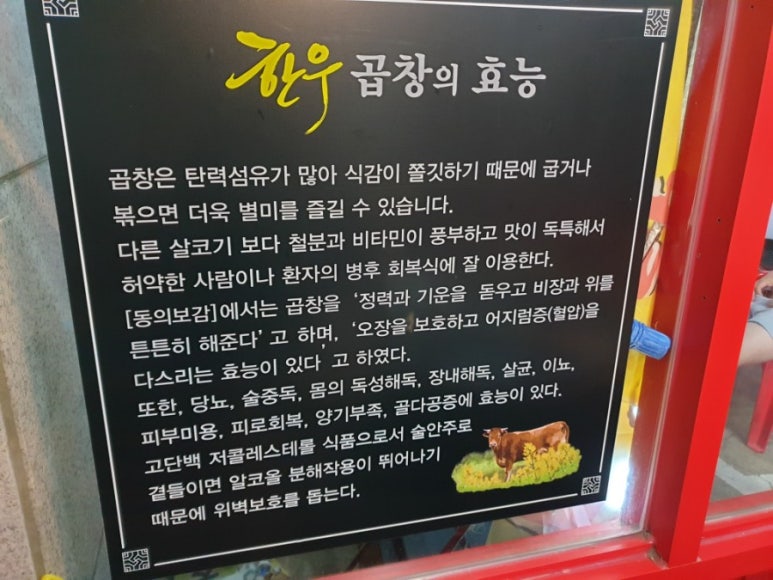 한우 곱창의 효능
곱창은 탄력섬유가 많아 식감이 쫄깃하기 때문에 굽거나
볶으면 더욱 별미를 즐길 수 있습니다.
다른 살코기 보다 철분과 비타민이 풍부하고 맛이 독특해서
허약한 사람이나 환자의 병후 회복식에 잘 이용한다.
[동의보감]에서는 곱창을 ‘정력과 기운을 돋우고 비장과 위를
튼튼히 해준다’고 하며, ‘오장을 보호하고 어지럼증(혈압)을
다스리는 효능이 있다’고 하였다.
또한, 당뇨, 술중독, 몸의 독성해독, 장내해독, 살균, 이뇨,
피부미용, 피로회복, 양기부족, 골다공증에 효능이 있다.
고단백 저콜레스테롤 식품으로서 술안주로
곁들이면 알코올 분해작용이 뛰어나기
때문에 위벽보호를 돕는다.